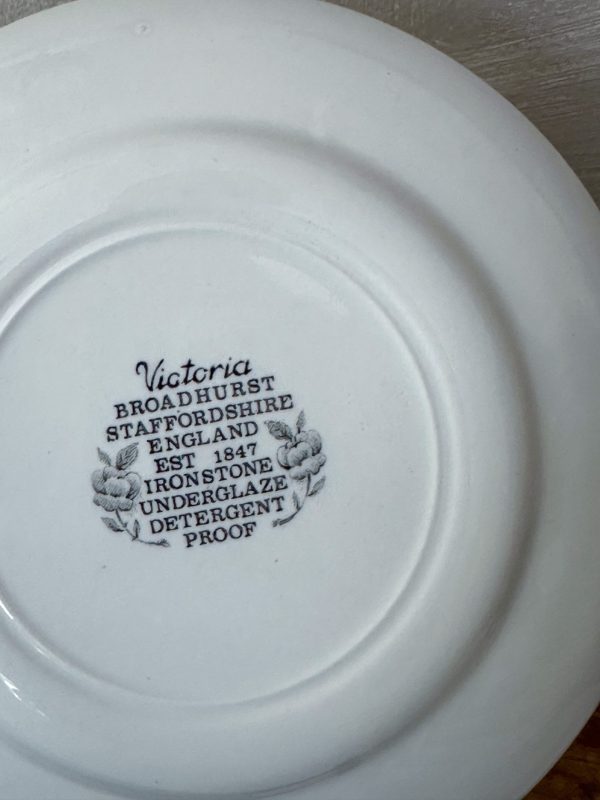 Victoria
BROADHURST
STAFFORDSHIRE
ENGLAND
EST 1847
IRONSTONE
UNDERGLAZE
DETERGENT
PROOF